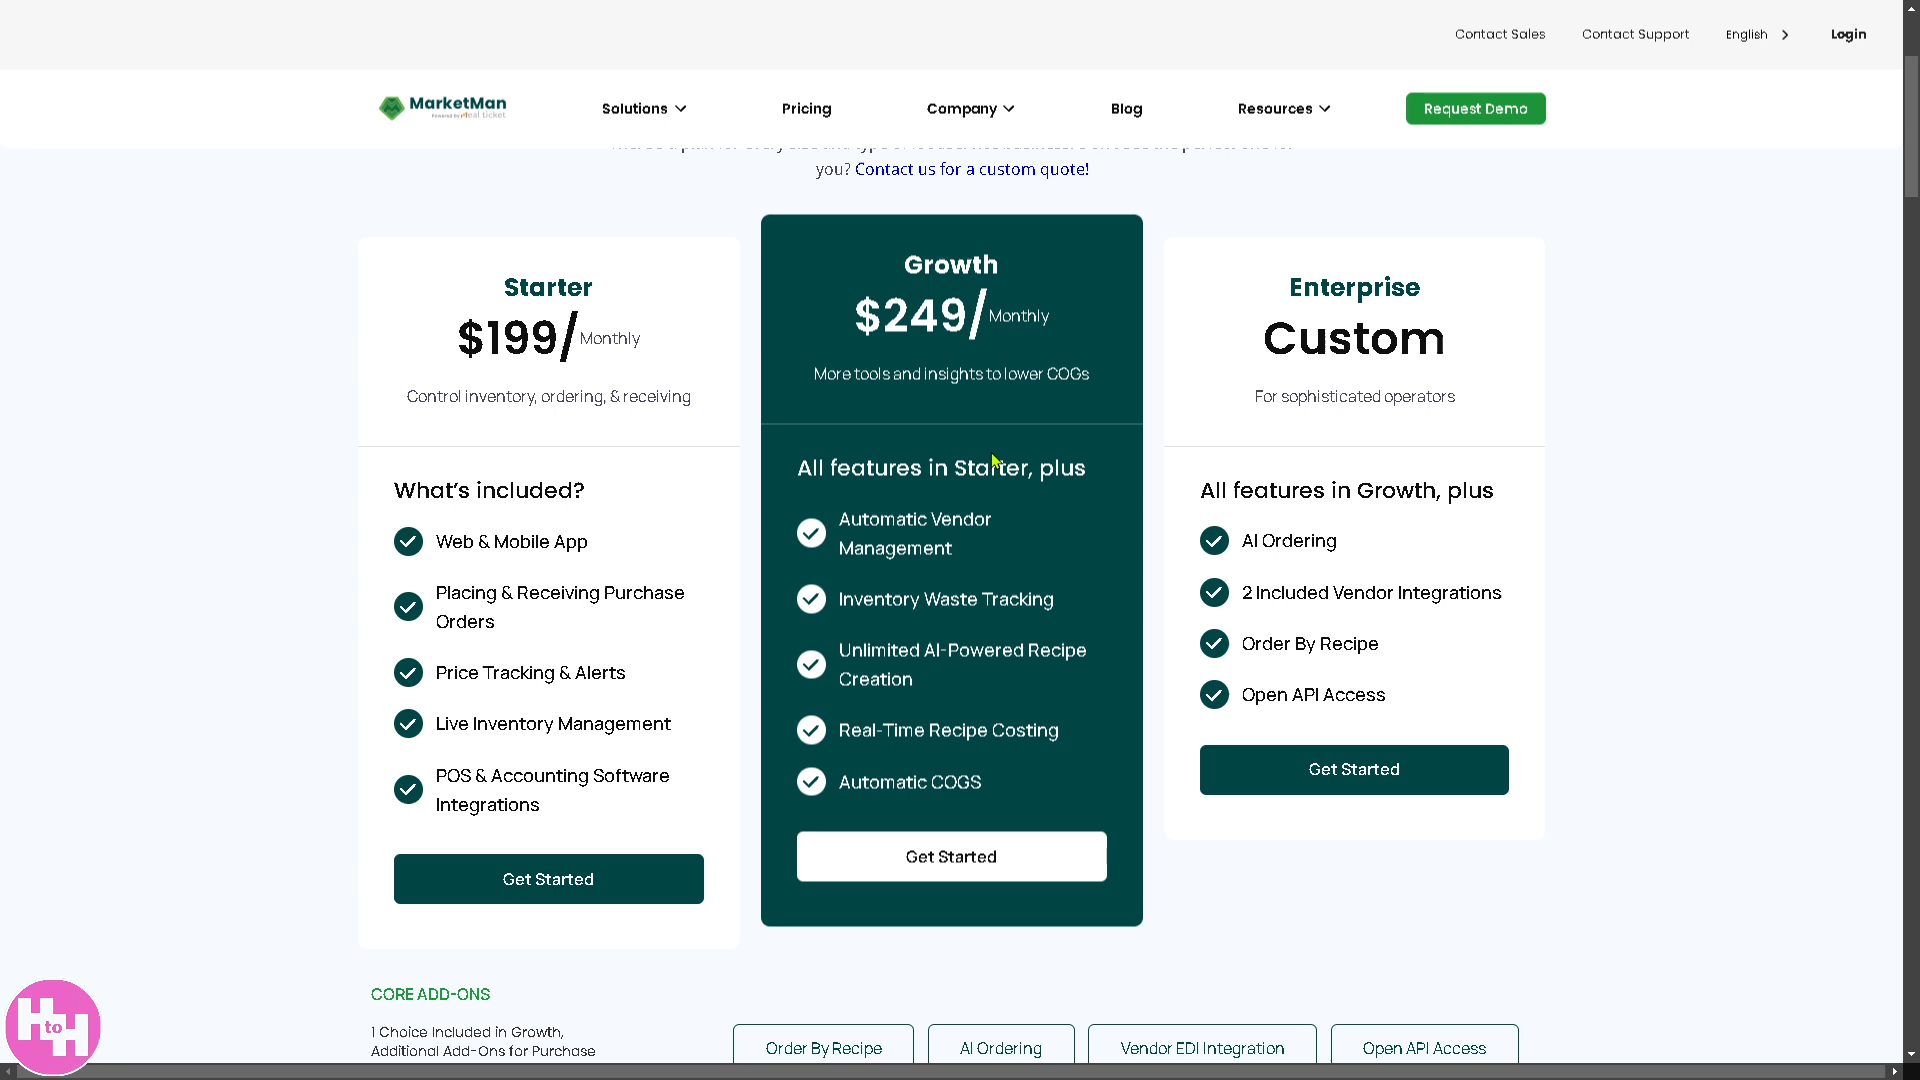 Contact Sales
Contact Support
English
Login
MarketMan
Powered by meal ticket
Solutions
Pricing
Company
Blog
Resources
Request Demo
you? Contact us for a custom quote!
Starter
$199/ Monthly
Control inventory, ordering, & receiving
What's included?
Web & Mobile App
Placing & Receiving Purchase
Orders
Price Tracking & Alerts
Live Inventory Management
POS & Accounting Software
Integrations
Get Started
Growth
$249/ Monthly
More tools and insights to lower COGs
All features in Starter, plus
Automatic Vendor
Management
Inventory Waste Tracking
Unlimited AI-Powered Recipe
Creation
Real-Time Recipe Costing
Automatic COGS
Get Started
Enterprise
Custom
For sophisticated operators
All features in Growth, plus
AI Ordering
2 Included Vendor Integrations
Order By Recipe
Open API Access
Get Started
CORE ADD-ONS
1 Choice Included in Growth,
Additional Add-Ons for Purchase
Order By Recipe
AI Ordering
Vendor EDI Integration
Open API Access
H to H